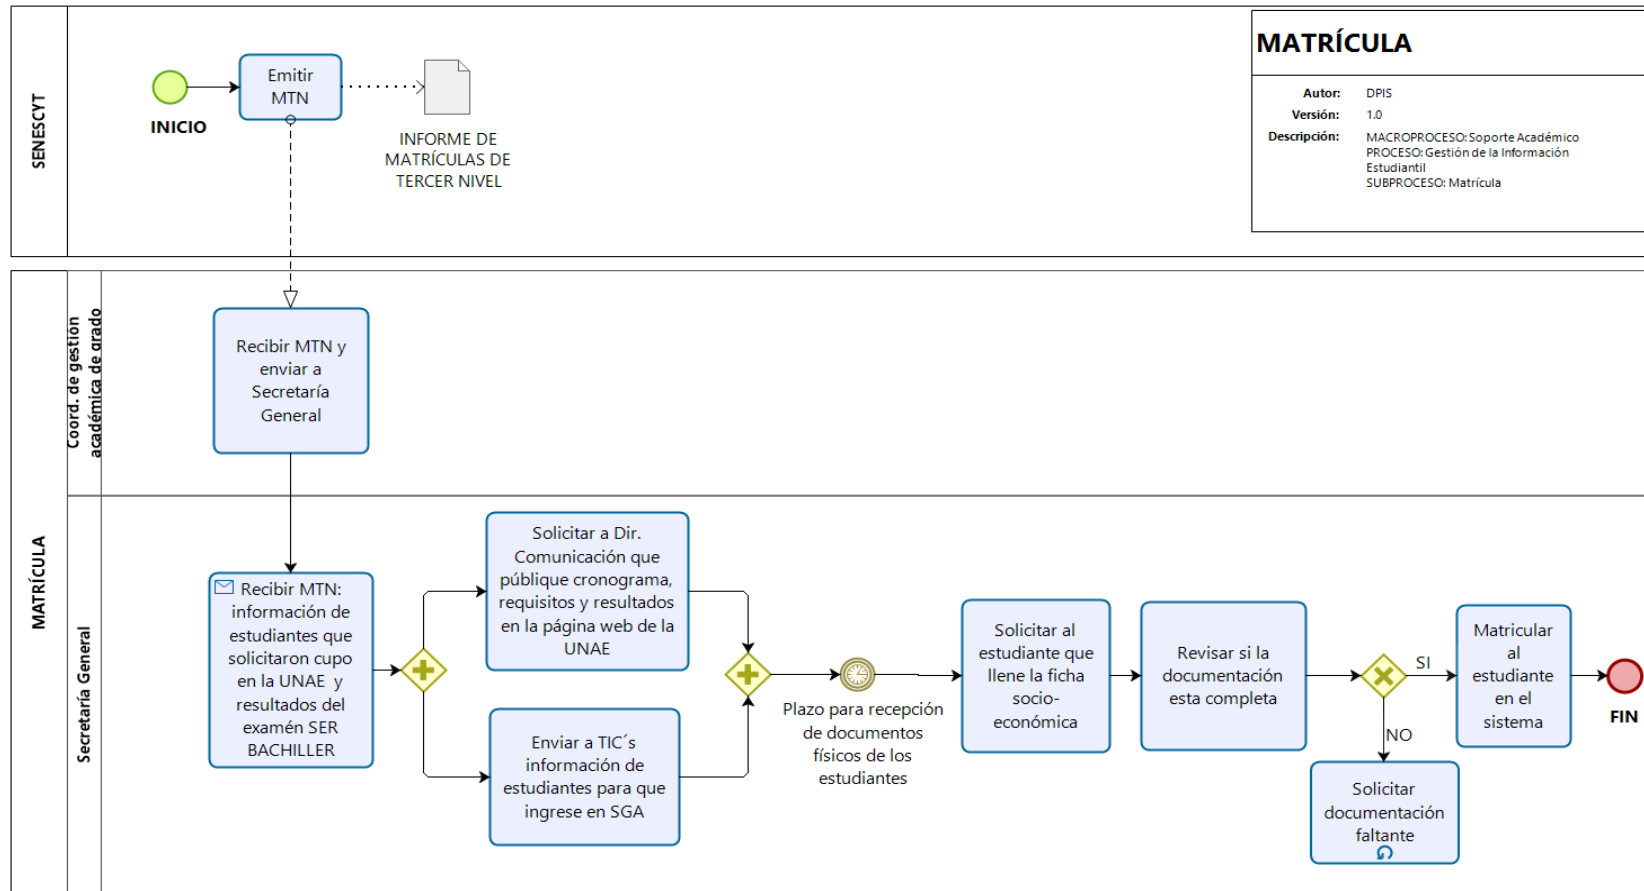 SENESCYT
INICIO
Emitir
MTN
INFORME DE
MATRÍCULAS DE
TERCER NIVEL
MATRÍCULA
Autor: DPIS
Versión: 1.0
Descripción: MACROPROCESO: Soporte Académico
PROCESO: Gestión de la Información
Estudiantil
SUBPROCESO: Matrícula
MATRÍCULA
Coord. de gestión
académica de grado
Recibir MTN y
enviar a
Secretaría
General
Secretaría General
Recibir MTN:
información de
estudiantes que
solicitaron cupo
en la UNAE y
resultados del
examén SER
BACHILLER
Solicitar a Dir.
Comunicación que
públique cronograma,
requisitos y resultados
en la página web de la
UNAE
Enviar a TIC´s
información de
estudiantes para que
ingrese en SGA
Plazo para recepción
de documentos
físicos de los
estudiantes
Solicitar al
estudiante que
llene la ficha
socio-
económica
Revisar si la
documentación
esta completa
SI
NO
Matricular
al
estudiante
en el
sistema
FIN
Solicitar
documentación
faltante